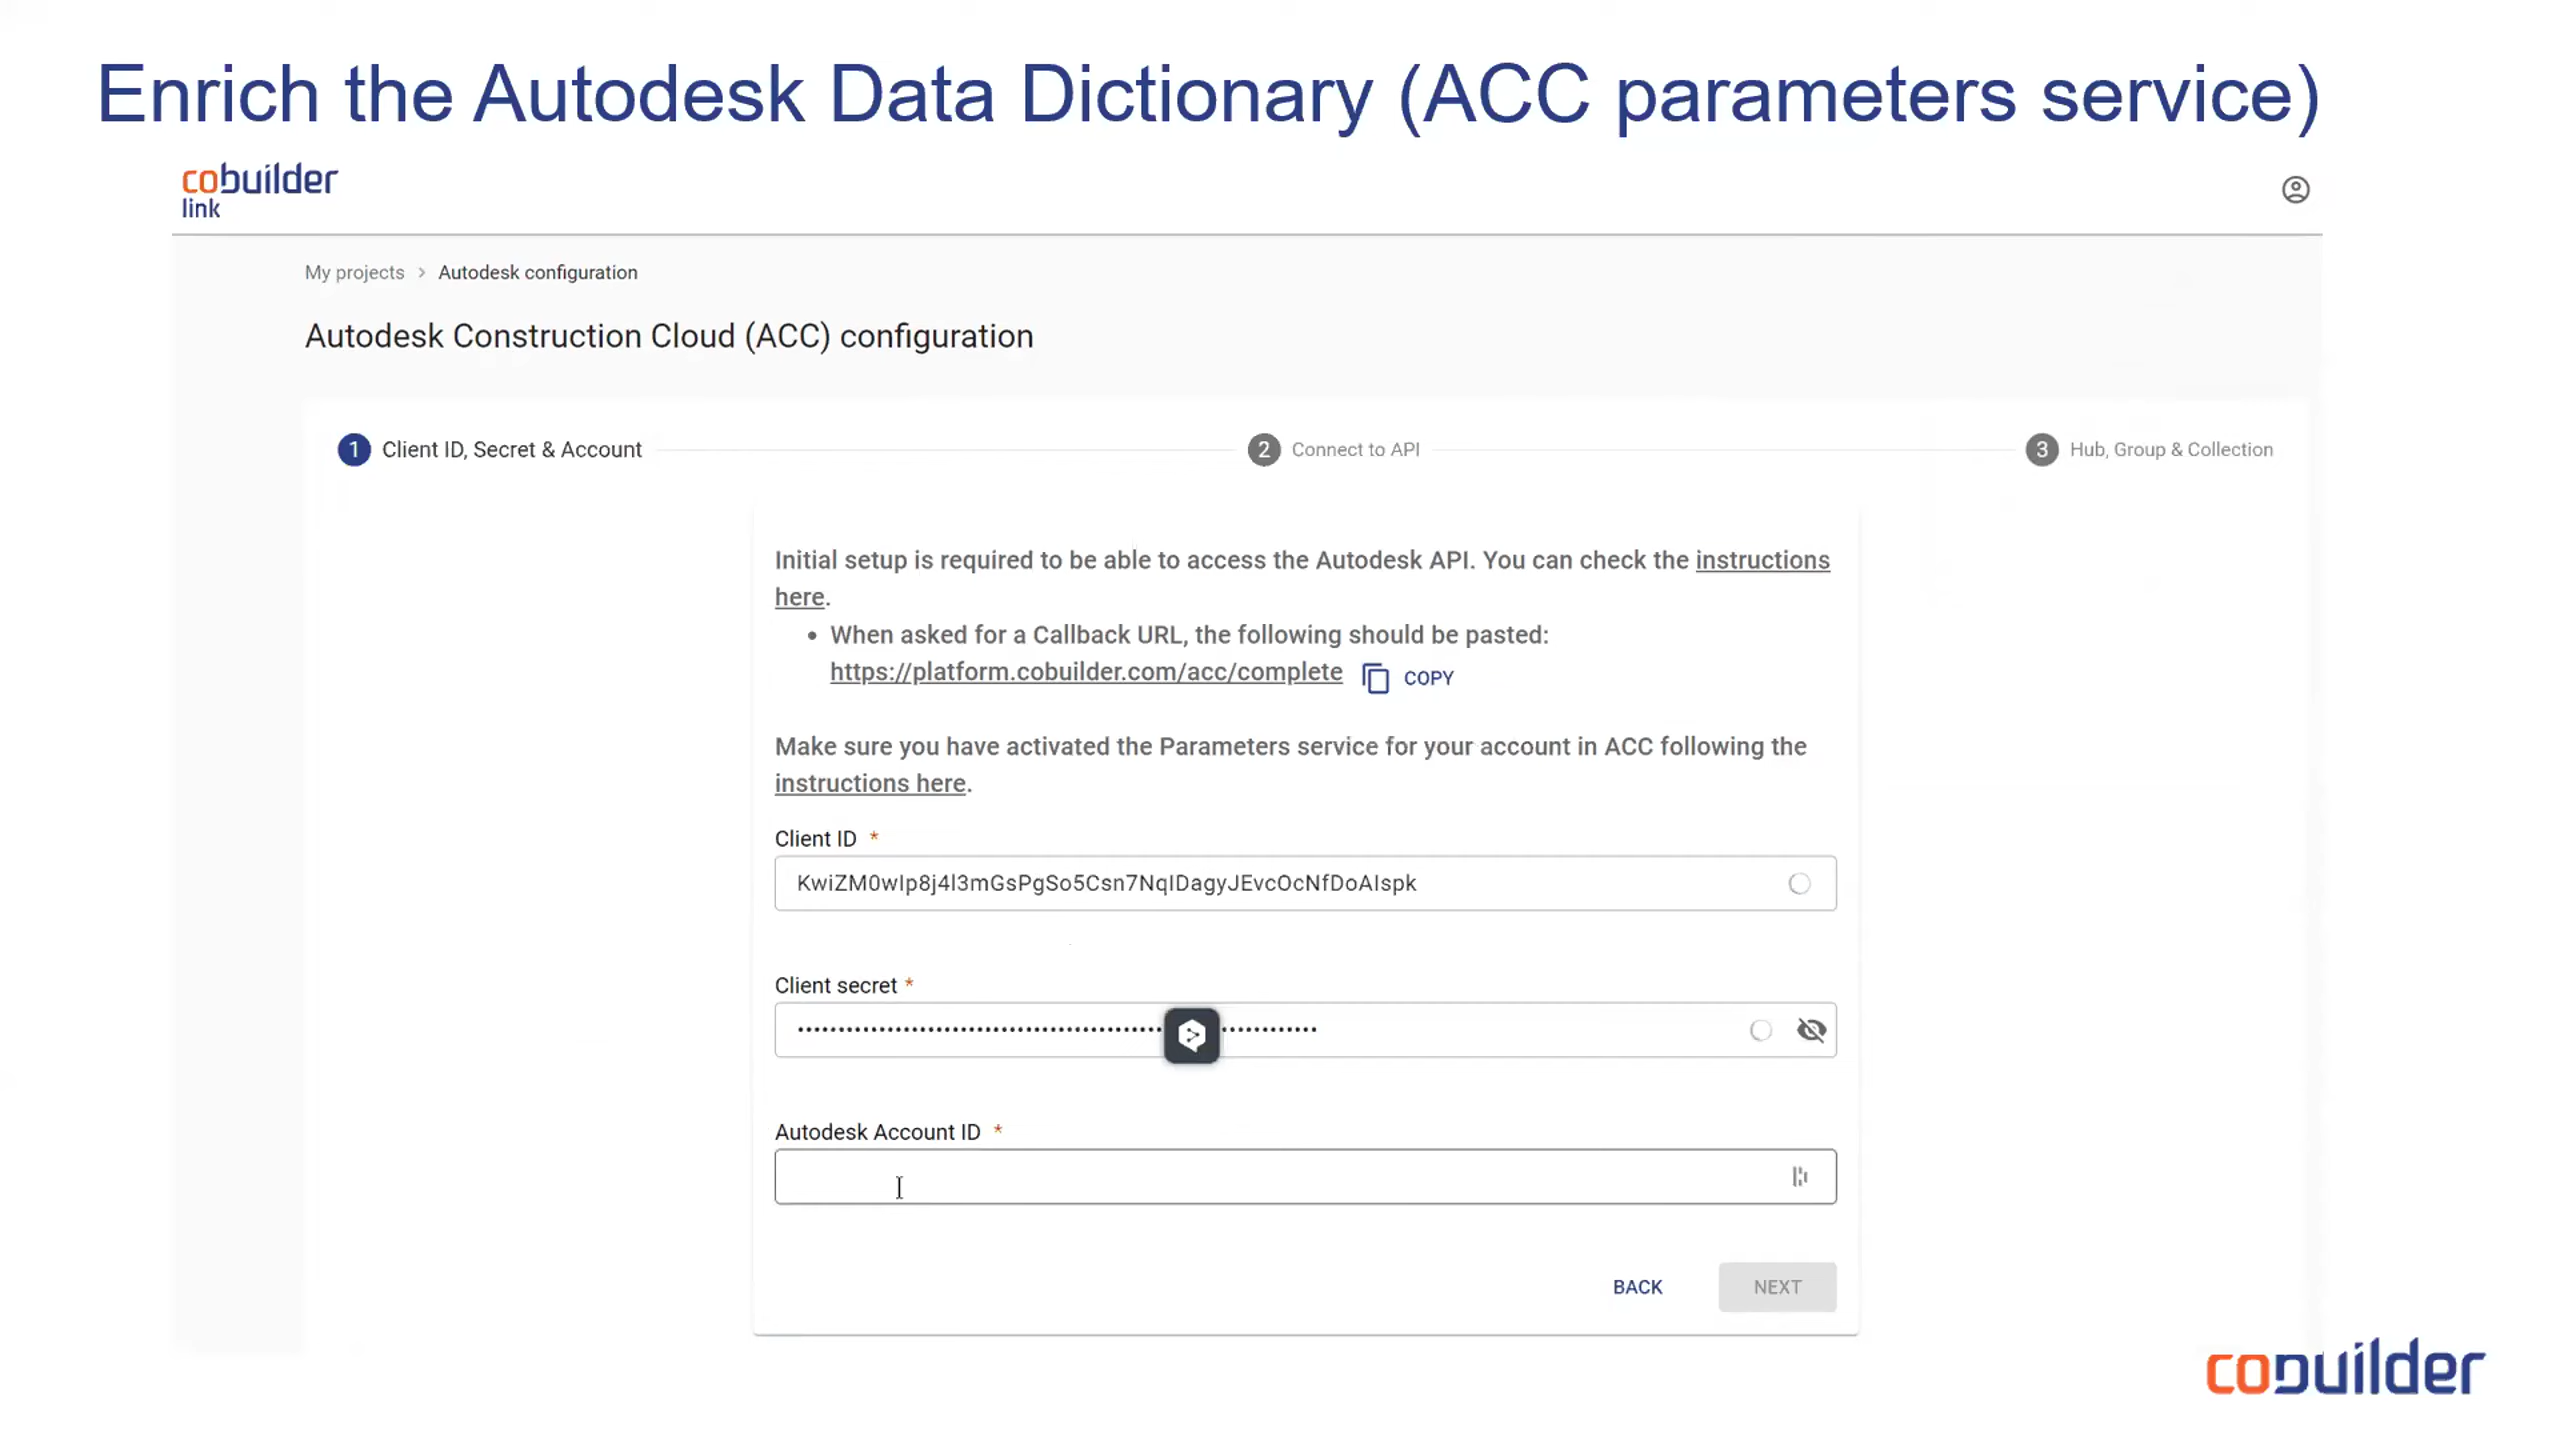 Enrich the Autodesk Data Dictionary (ACC parameters service)
cobuilder
link
My projects > Autodesk configuration
Autodesk Construction Cloud (ACC) configuration
1 Client ID, Secret & Account
2 Connect to API
3 Hub, Group & Collection
Initial setup is required to be able to access the Autodesk API. You can check the instructions
here.
• When asked for a Callback URL, the following should be pasted:
https://platform.cobuilder.com/acc/complete COPY
Make sure you have activated the Parameters service for your account in ACC following the
instructions here.
Client ID *
KwiZM0wIp8j4l3mGsPgSo5Csn7NqIDagyJEvcOcNfDoAIspk
Client secret *
Autodesk Account ID *
BACK NEXT
cobuilder